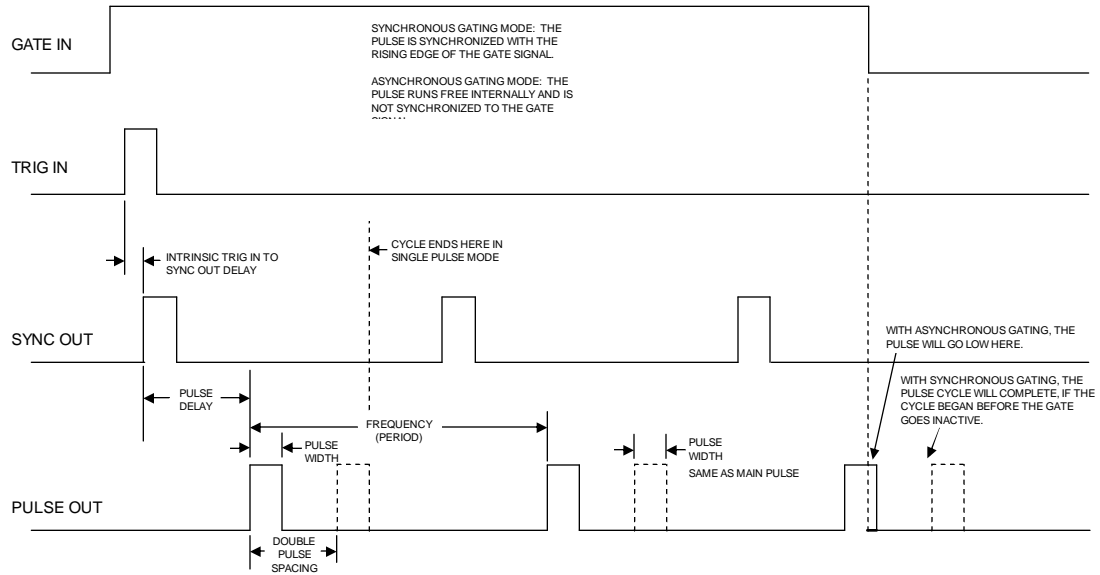 GATE IN
SYNCHRONOUS GATING MODE: THE
PULSE IS SYNCHRONIZED WITH THE
RISING EDGE OF THE GATE SIGNAL.
ASYNCHRONOUS GATING MODE: THE
PULSE RUNS FREE INTERNALLY AND IS
NOT SYNCHRONIZED TO THE GATE
TRIG IN
INTRINSIC TRIG IN TO
SYNC OUT DELAY
CYCLE ENDS HERE IN
SINGLE PULSE MODE
SYNC OUT
WITH ASYNCHRONOUS GATING, THE
PULSE WILL GO LOW HERE.
WITH SYNCHRONOUS GATING, THE
PULSE CYCLE WILL COMPLETE, IF THE
CYCLE BEGAN BEFORE THE GATE
GOES INACTIVE.
PULSE
DELAY
FREQUENCY
(PERIOD)
PULSE
WIDTH
PULSE
WIDTH
SAME AS MAIN PULSE
PULSE OUT
DOUBLE
PULSE
SPACING